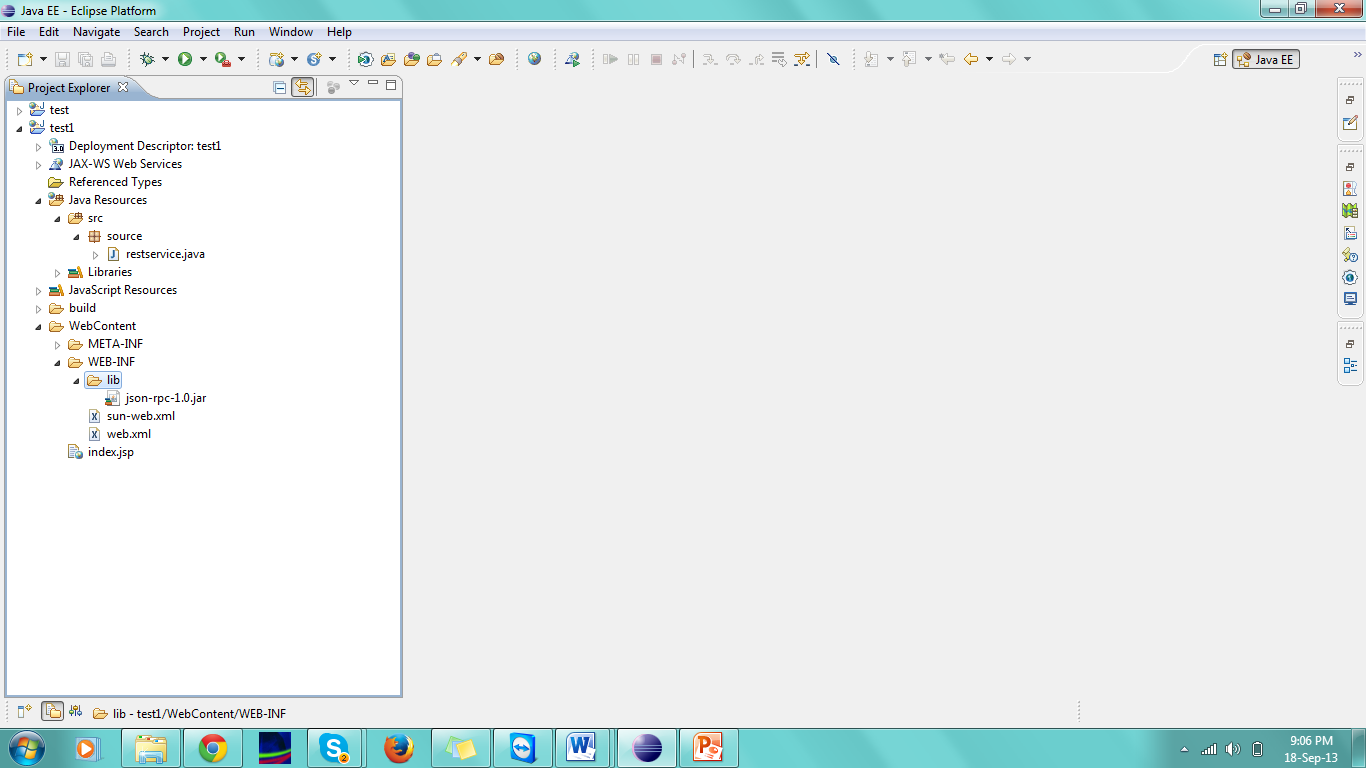 Java EE - Eclipse Platform
File Edit Navigate Search Project Run Window Help
Java EE
Project Explorer
test
test1
3.0 Deployment Descriptor: test1
JAX-WS Web Services
Referenced Types
Java Resources
src
source
J restservice.java
Libraries
JavaScript Resources
build
WebContent
META-INF
WEB-INF
lib
json-rpc-1.0.jar
X sun-web.xml
X web.xml
index.jsp
lib - test1/WebContent/WEB-INF
9:06 PM
18-Sep-13